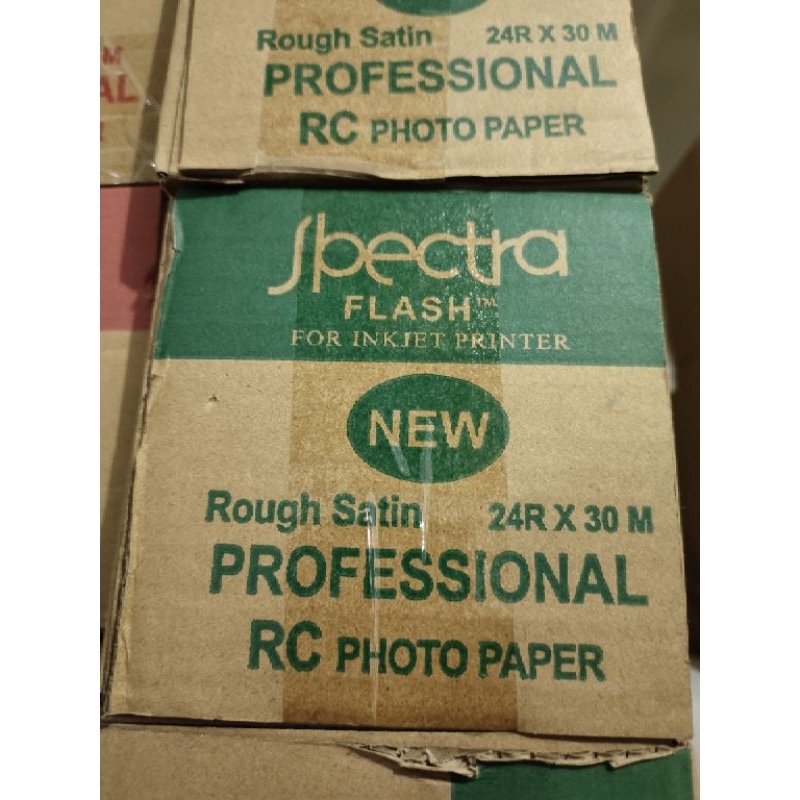 Rough Satin 24R X 30 M
PROFESSIONAL
RC PHOTO PAPER
M
AL
Spectra
FLASH™
FOR INKJET PRINTER
NEW
Rough Satin 24R X 30 M
PROFESSIONAL
RC PHOTO PAPER